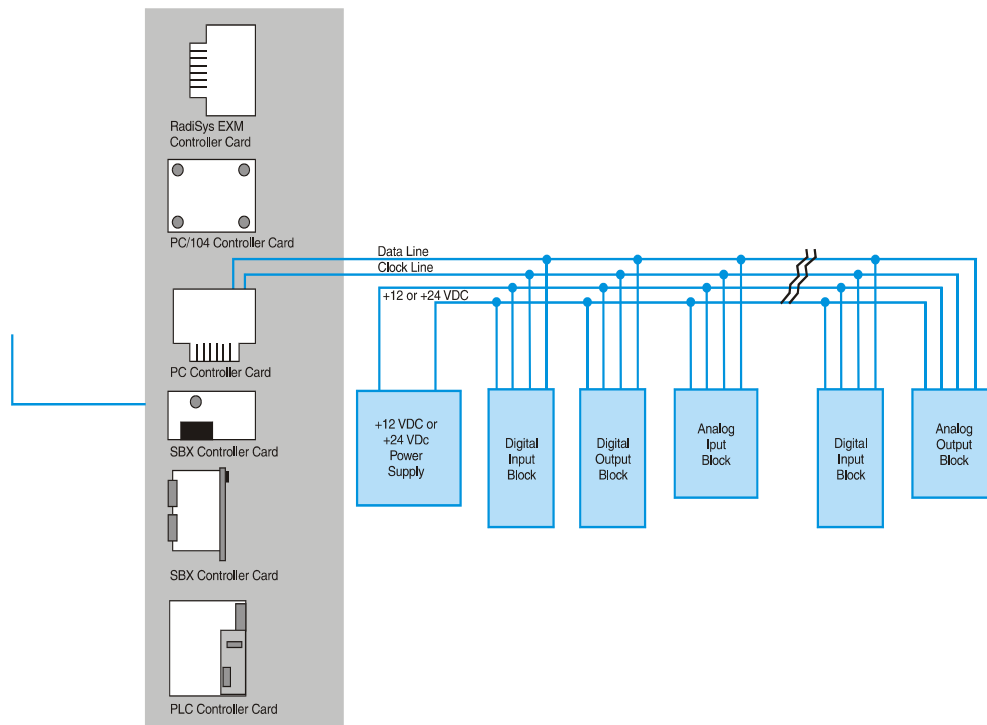 RadiSys EXM
Controller Card
PC/104 Controller Card
PC Controller Card
SBX Controller Card
SBX Controller Card
PLC Controller Card
Data Line
Clock Line
+12 or +24 VDC
+12 VDC or
+24 VDc
Power
Supply
Digital
Input
Block
Digital
Output
Block
Analog
Iput
Block
Digital
Input
Block
Analog
Output
Block